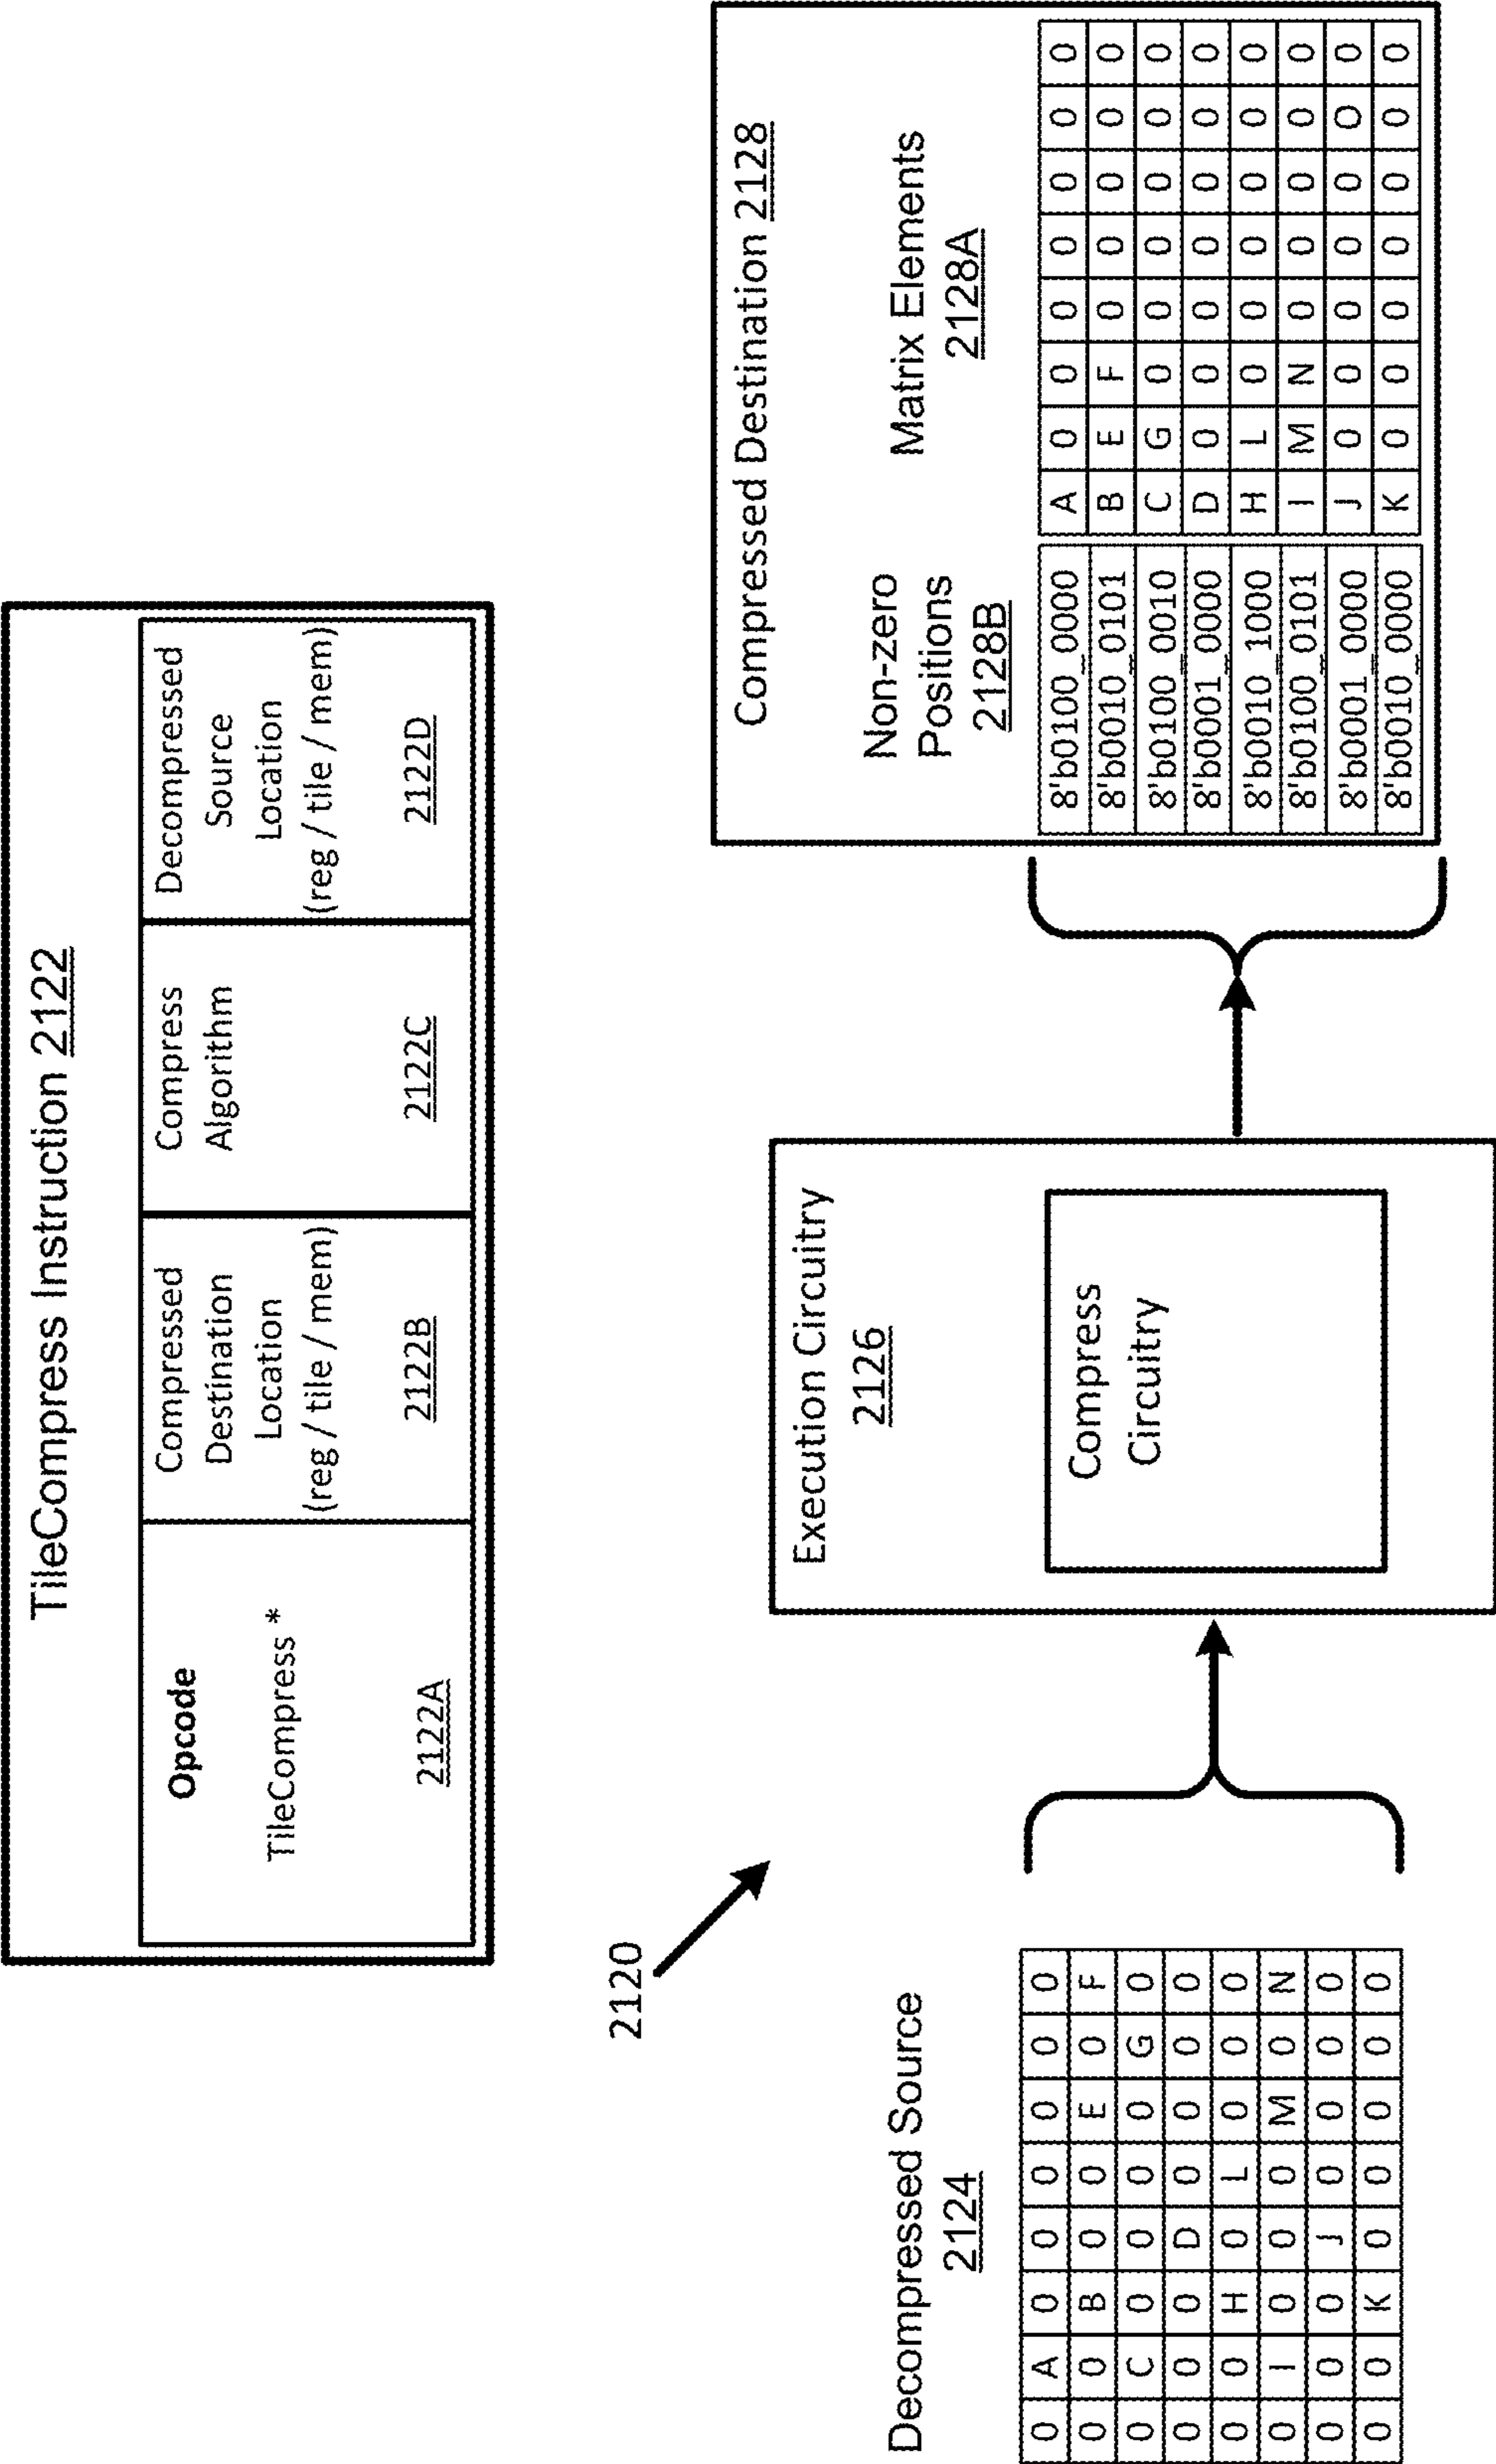 TileCompress Instruction 2122
Opcode
TileCompress *
2122A
Compressed
Destination
Location
(reg / tile / mem)
2122B
Compress
Algorithm
2122C
Decompressed
Source
Location
(reg / tile / mem)
2122D
2120
Decompressed Source
2124
0 A 0 0 0 0 0 0
0 0 B 0 0 E 0 F
0 C 0 0 0 0 G 0
0 0 0 D 0 0 0 0
0 0 H 0 L 0 0 0
0 I 0 0 0 M 0 N
0 0 0 J 0 0 0 0
0 0 K 0 0 0 0 0
Execution Circuitry
2126
Compress
Circuitry
Compressed Destination 2128
Non-zero
Positions
2128B
Matrix Elements
2128A
8'b0100_0000 A 0 0 0 0 0 0 0
8'b0010_0101 B E F 0 0 0 0 0
8'b0100_0010 C G 0 0 0 0 0 0
8'b0001_0000 D 0 0 0 0 0 0 0
8'b0010_1000 H L 0 0 0 0 0 0
8'b0100_0101 I M N 0 0 0 0 0
8'b0001_0000 J 0 0 0 0 0 O 0
8'b0010_0000 K 0 0 0 0 0 0 0